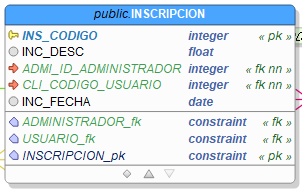 public.INSCRIPCION
INS_CODIGO integer « pk »
INC_DESC float
ADMI_ID_ADMINISTRADOR integer « fk nn »
CLI_CODIGO_USUARIO integer « fk nn »
INC_FECHA date
ADMINISTRADOR_fk constraint « fk »
USUARIO_fk constraint « fk »
INSCRIPCION_pk constraint « pk »